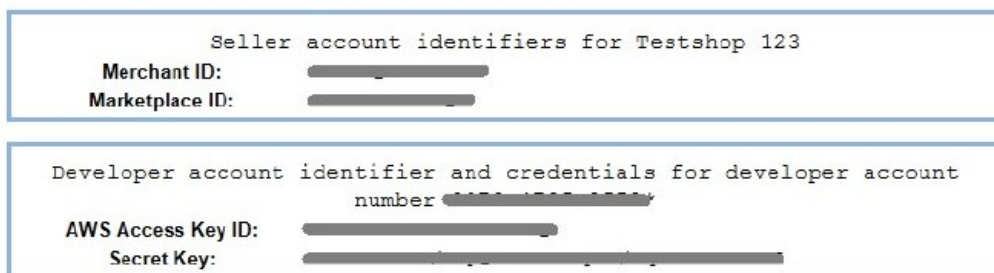 Seller account identifiers for Testshop 123
Merchant ID:
Marketplace ID:
Developer account identifier and credentials for developer account
number
AWS Access Key ID:
Secret Key: